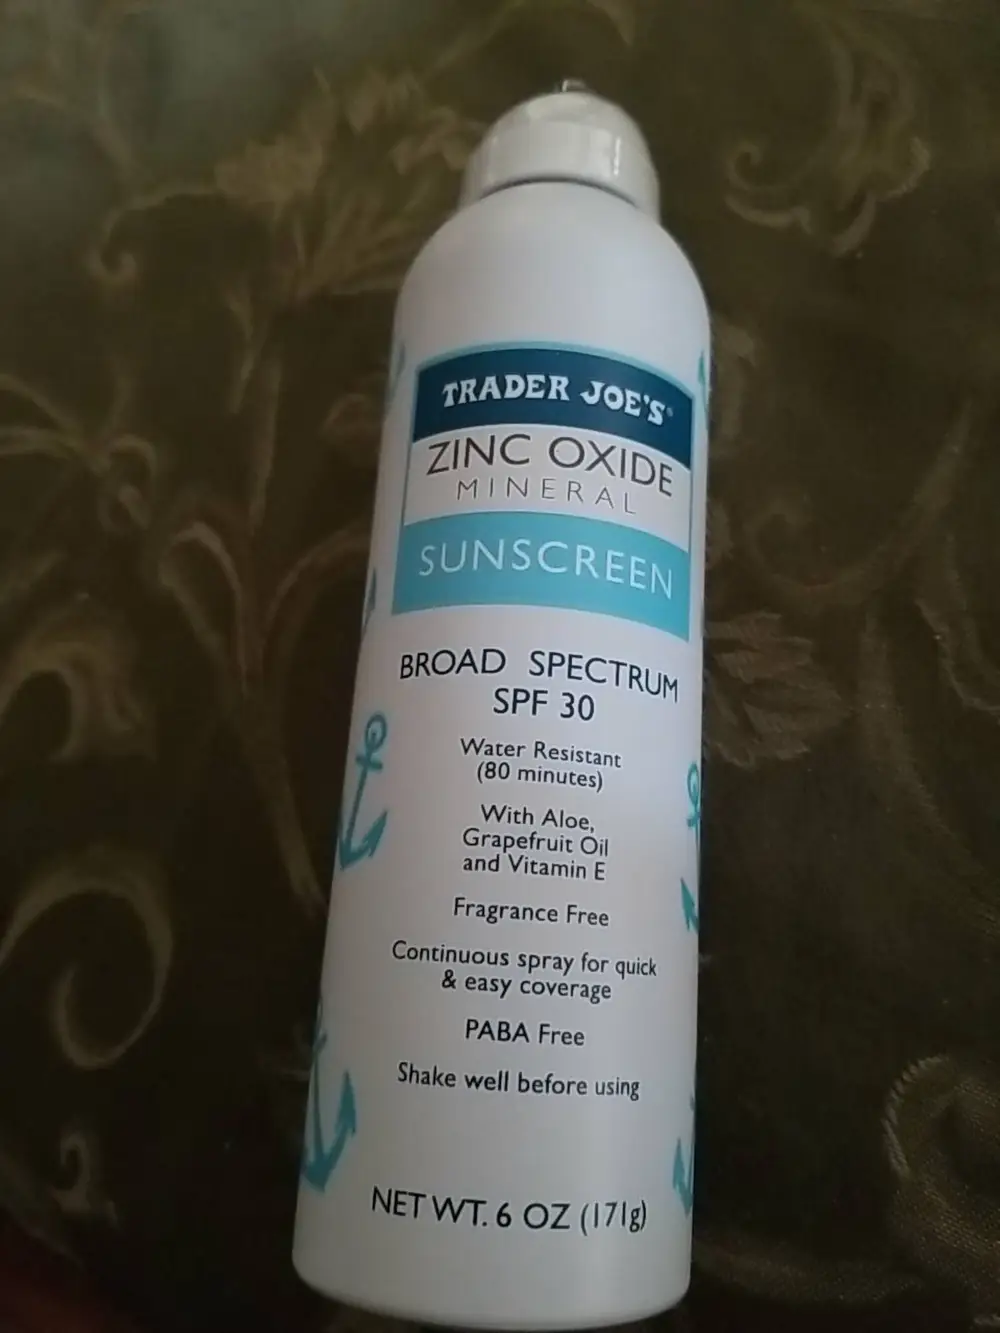 TRADER JOE'S®
ZINC OXIDE
MINERAL
SUNSCREEN
BROAD SPECTRUM
SPF 30
Water Resistant
(80 minutes)
With Aloe,
Grapefruit Oil
and Vitamin E
Fragrance Free
Continuous spray for quick
& easy coverage
PABA Free
Shake well before using
NET WT. 6 OZ (171g)